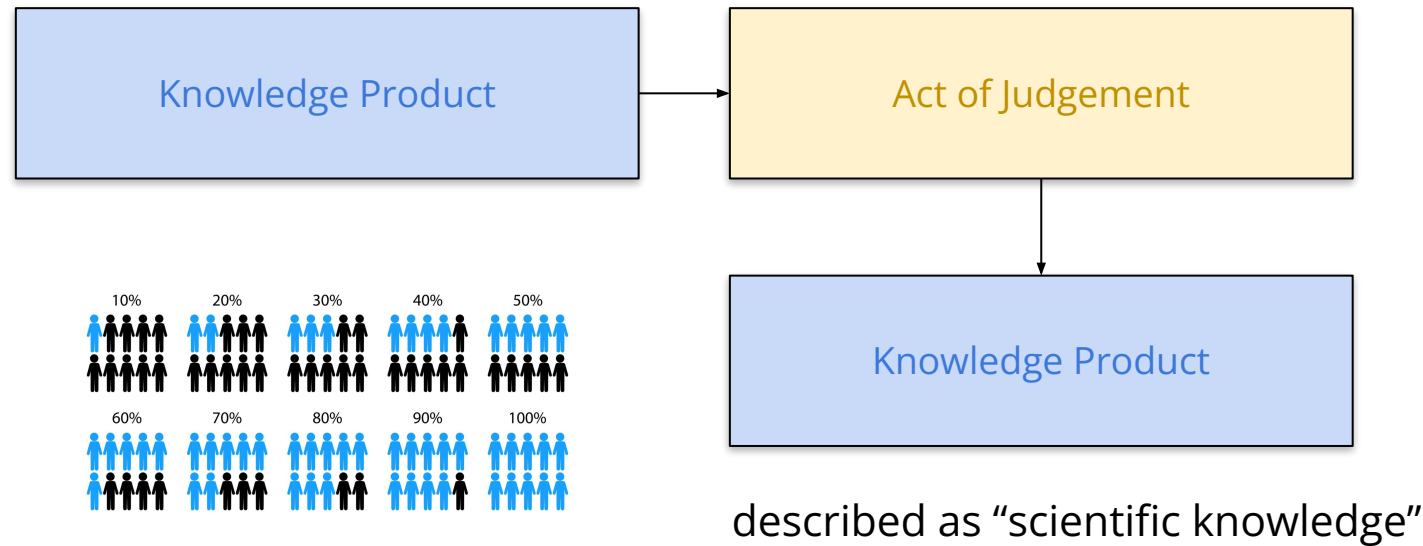 Knowledge Product
Act of Judgement
10% 20% 30% 40% 50%
60% 70% 80% 90% 100%
Knowledge Product
described as “scientific knowledge”